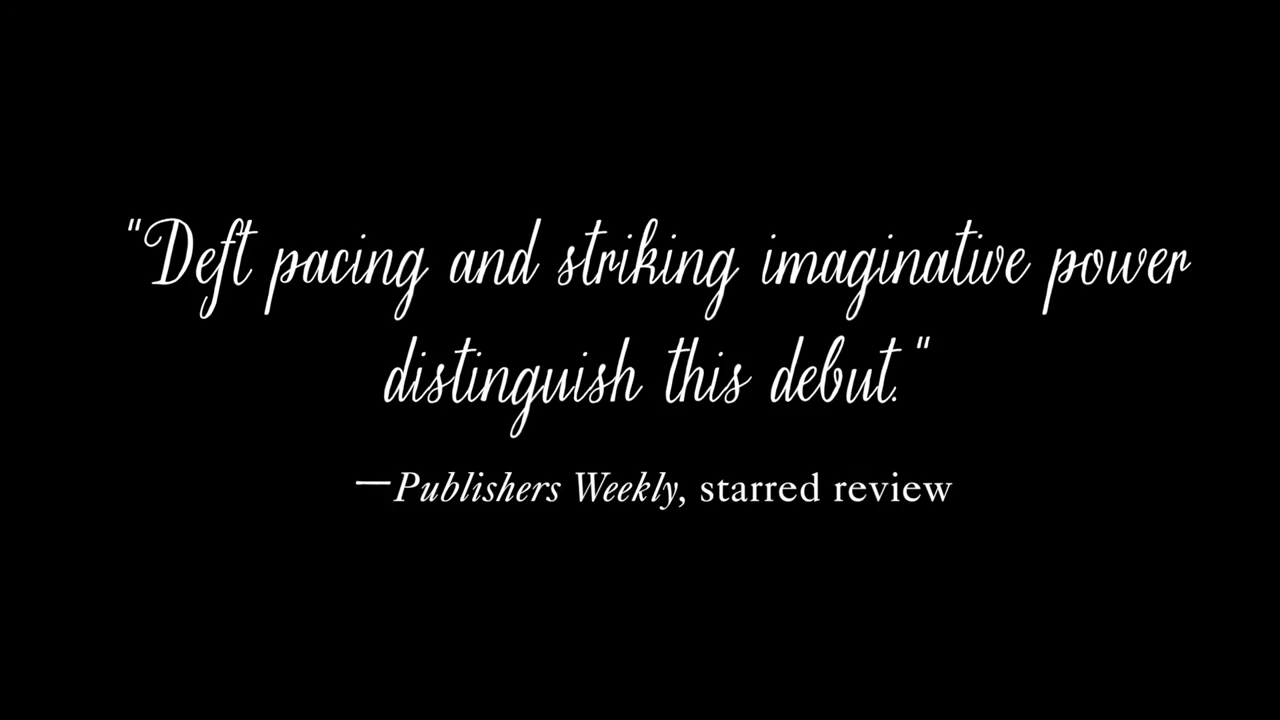 "Deft pacing and striking imaginative power
distinguish this debut."
—Publishers Weekly, starred review